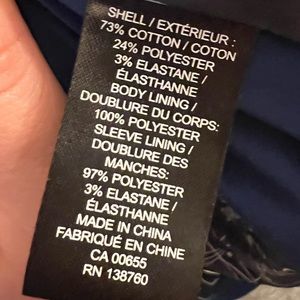 SHELL / EXTÉRIEUR :
73% COTTON / COTON
24% POLYESTER
3% ELASTANE /
ÉLASTHANNE
BODY LINING /
DOUBLURE DU CORPS:
100% POLYESTER
SLEEVE LINING /
DOUBLURE DES
MANCHES:
97% POLYESTER
3% ELASTANE /
ÉLASTHANNE
MADE IN CHINA
FABRIQUÉ EN CHINE
CA 00655
RN 138760